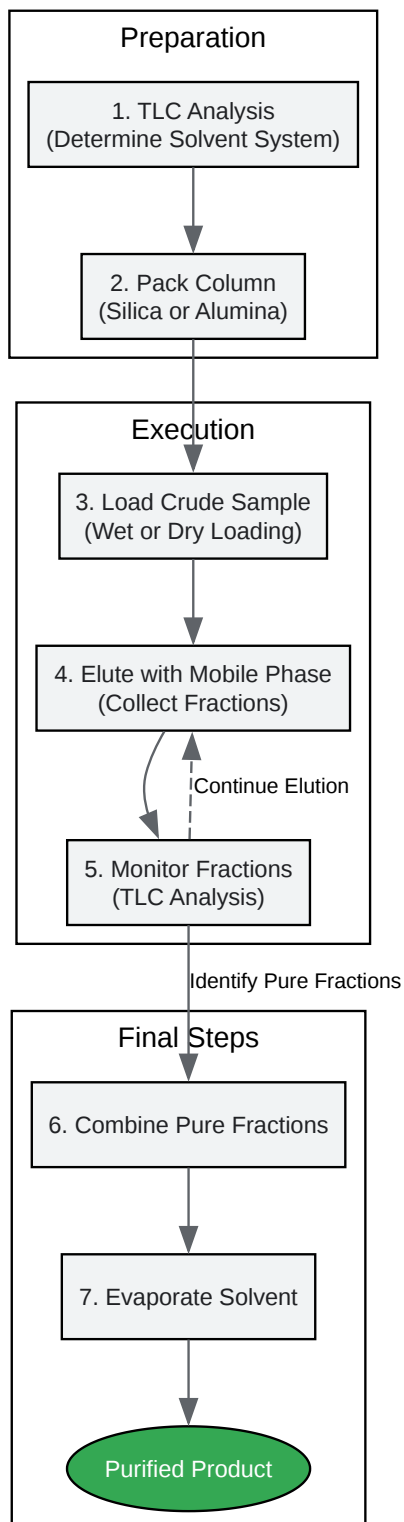 Preparation
1. TLC Analysis
(Determine Solvent System)
2. Pack Column
(Silica or Alumina)
Execution
3. Load Crude Sample
(Wet or Dry Loading)
4. Elute with Mobile Phase
(Collect Fractions)
Continue Elution
5. Monitor Fractions
(TLC Analysis)
Identify Pure Fractions
Final Steps
6. Combine Pure Fractions
7. Evaporate Solvent
Purified Product